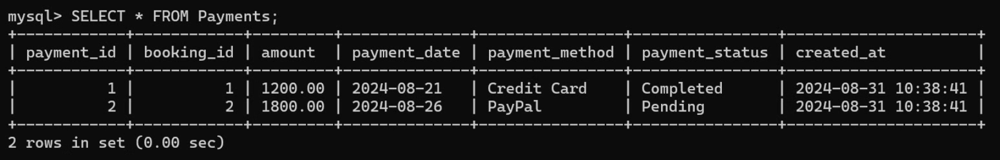 mysql> SELECT * FROM Payments;
+------------+------------+---------+--------------+----------------+----------------+---------------------+
| payment_id | booking_id | amount  | payment_date | payment_method | payment_status | created_at          |
+------------+------------+---------+--------------+----------------+----------------+---------------------+
|          1 |          1 | 1200.00 | 2024-08-21   | Credit Card    | Completed      | 2024-08-31 10:38:41 |
|          2 |          2 | 1800.00 | 2024-08-26   | PayPal         | Pending        | 2024-08-31 10:38:41 |
+------------+------------+---------+--------------+----------------+----------------+---------------------+
2 rows in set (0.00 sec)